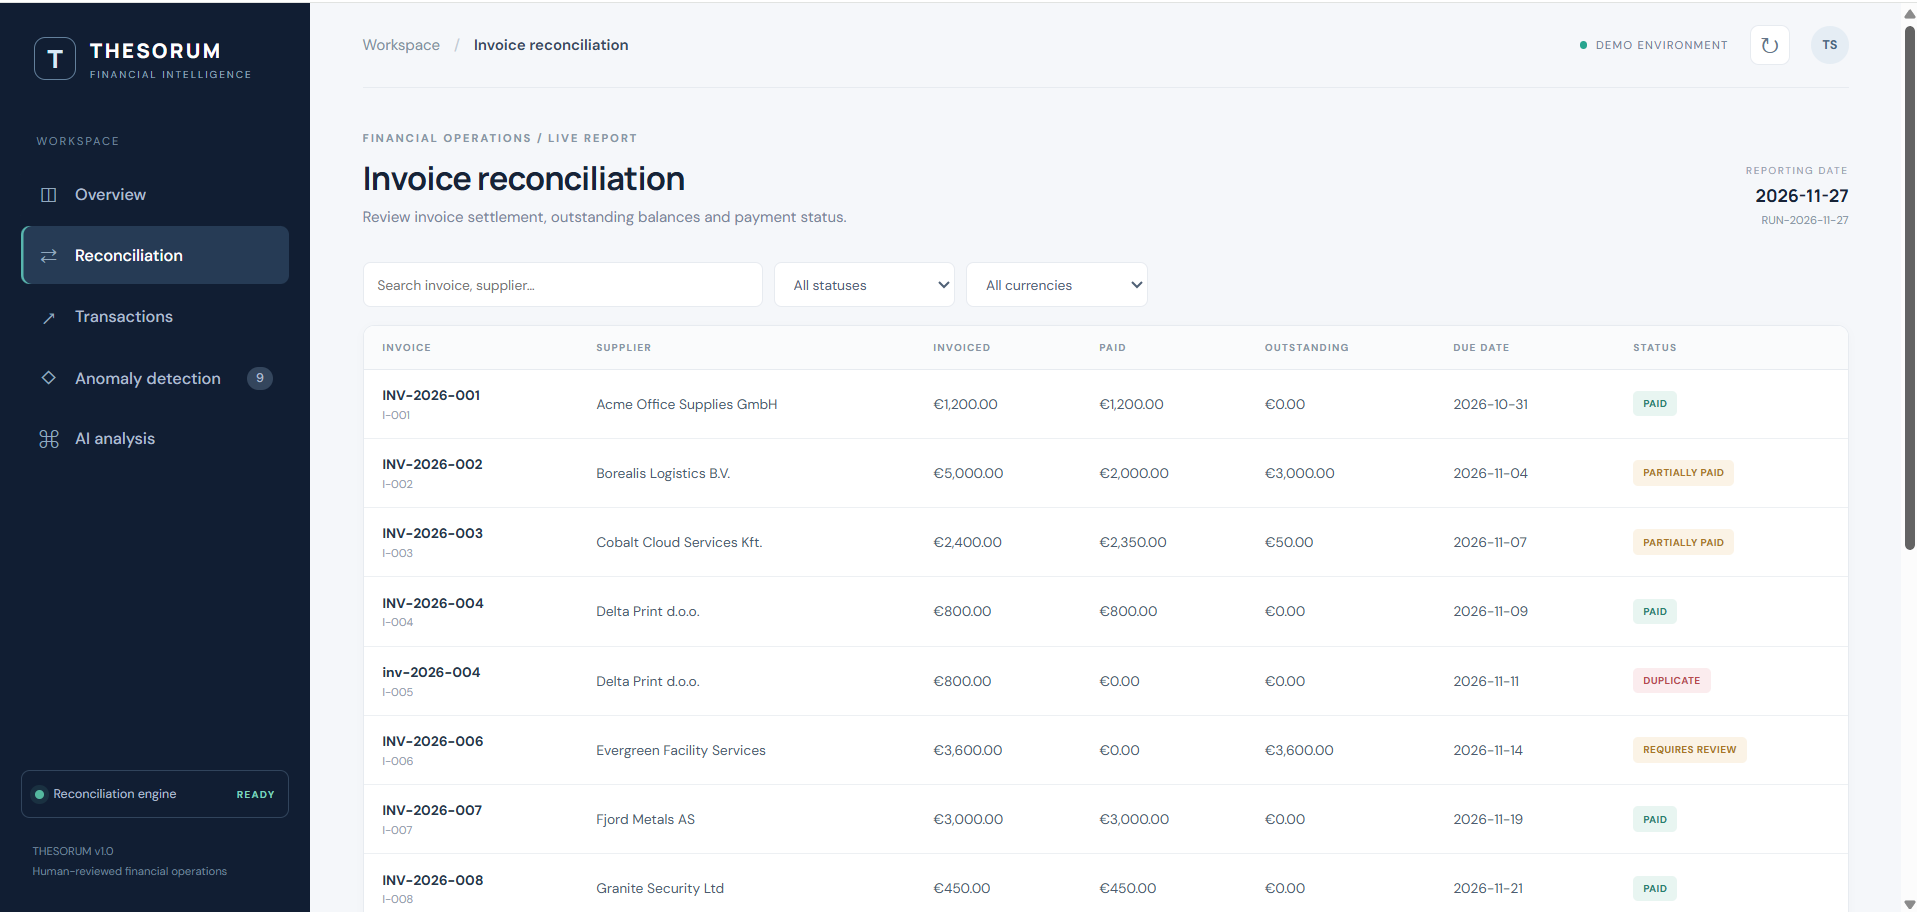 T
THESORUM
FINANCIAL INTELLIGENCE
WORKSPACE
Overview
Reconciliation
Transactions
Anomaly detection 9
AI analysis
Reconciliation engine READY
THESORUM v1.0
Human-reviewed financial operations
Workspace / Invoice reconciliation
DEMO ENVIRONMENT
TS
FINANCIAL OPERATIONS / LIVE REPORT
Invoice reconciliation
Review invoice settlement, outstanding balances and payment status.
REPORTING DATE
2026-11-27
RUN-2026-11-27
Search invoice, supplier...
All statuses
All currencies
INVOICE SUPPLIER INVOICED PAID OUTSTANDING DUE DATE STATUS
INV-2026-001
I-001
Acme Office Supplies GmbH €1,200.00 €1,200.00 €0.00 2026-10-31 PAID
INV-2026-002
I-002
Borealis Logistics B.V. €5,000.00 €2,000.00 €3,000.00 2026-11-04 PARTIALLY PAID
INV-2026-003
I-003
Cobalt Cloud Services Kft. €2,400.00 €2,350.00 €50.00 2026-11-07 PARTIALLY PAID
INV-2026-004
I-004
Delta Print d.o.o. €800.00 €800.00 €0.00 2026-11-09 PAID
inv-2026-004
I-005
Delta Print d.o.o. €800.00 €0.00 €0.00 2026-11-11 DUPLICATE
INV-2026-006
I-006
Evergreen Facility Services €3,600.00 €0.00 €3,600.00 2026-11-14 REQUIRES REVIEW
INV-2026-007
I-007
Fjord Metals AS €3,000.00 €3,000.00 €0.00 2026-11-19 PAID
INV-2026-008
I-008
Granite Security Ltd €450.00 €450.00 €0.00 2026-11-21 PAID